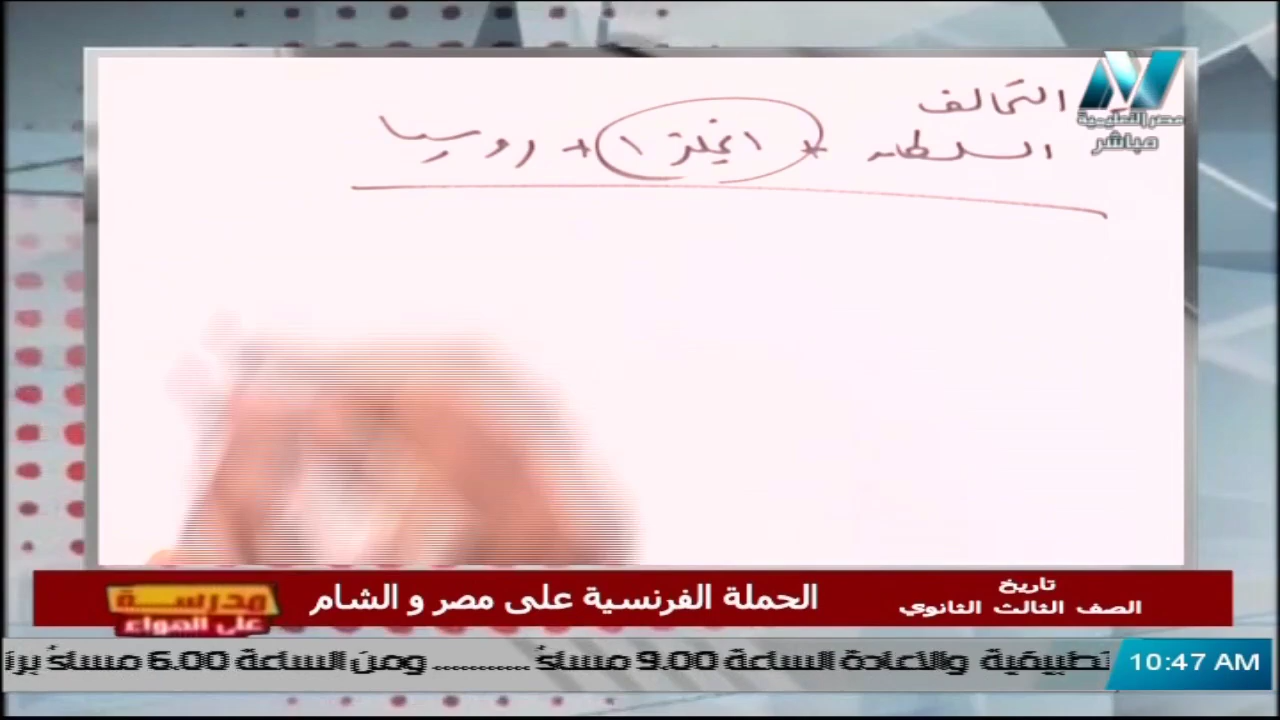 التحالف
السلطان + انجلترا + روسيا
مصر التعليمية
مباشر
تاريخ
الصف الثالث الثانوي
الحملة الفرنسية على مصر و الشام
مدرسة
على الهواء
تطبيقية والاعادة الساعة 9.00 مساءً .......... ومن الساعة 6.00 مساءً
10:47 AM